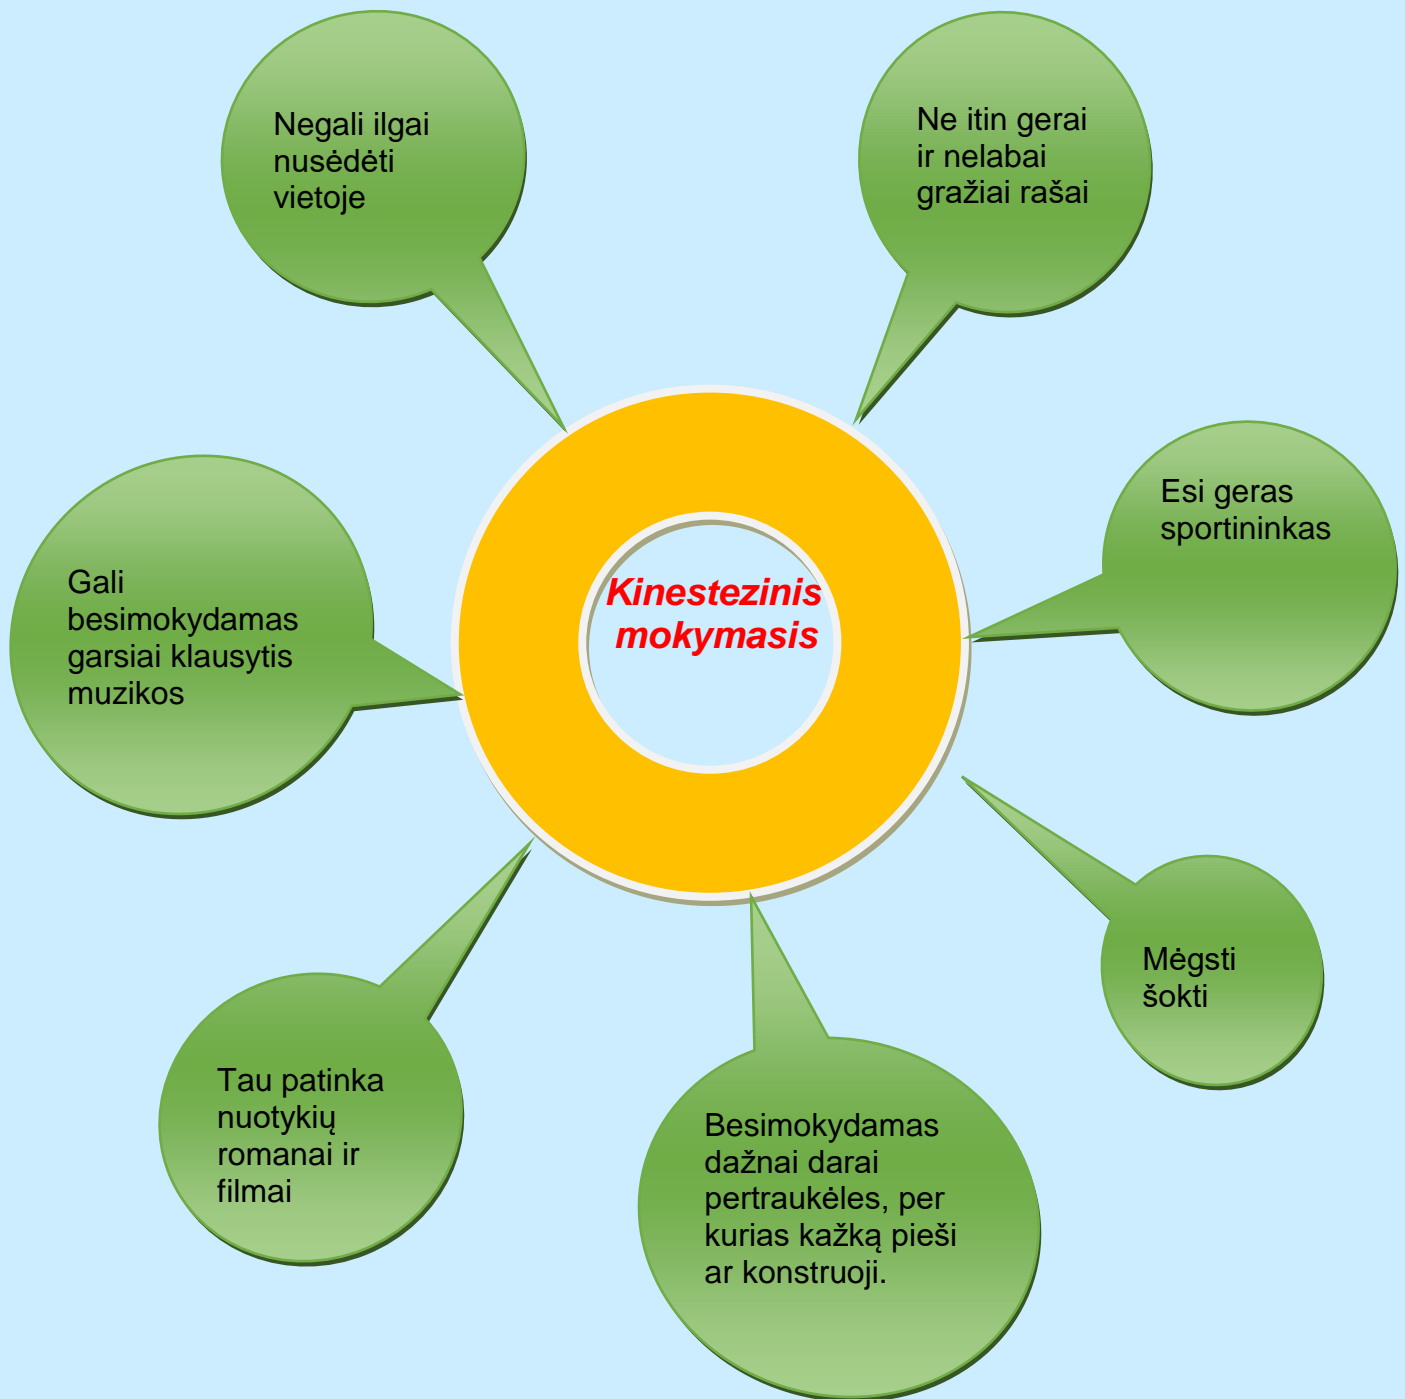 Negali ilgai
nusėdėti
vietoje
Ne itin gerai
ir nelabai
gražiai rašai
Esi geras
sportininkas
Kinestezinis
mokymasis
Gali
besimokydamas
garsiai klausytis
muzikos
Mėgsti
šokti
Tau patinka
nuotykių
romanai ir
filmai
Besimokydamas
dažnai darai
pertraukėles, per
kurias kažką pieši
ar konstruoji.